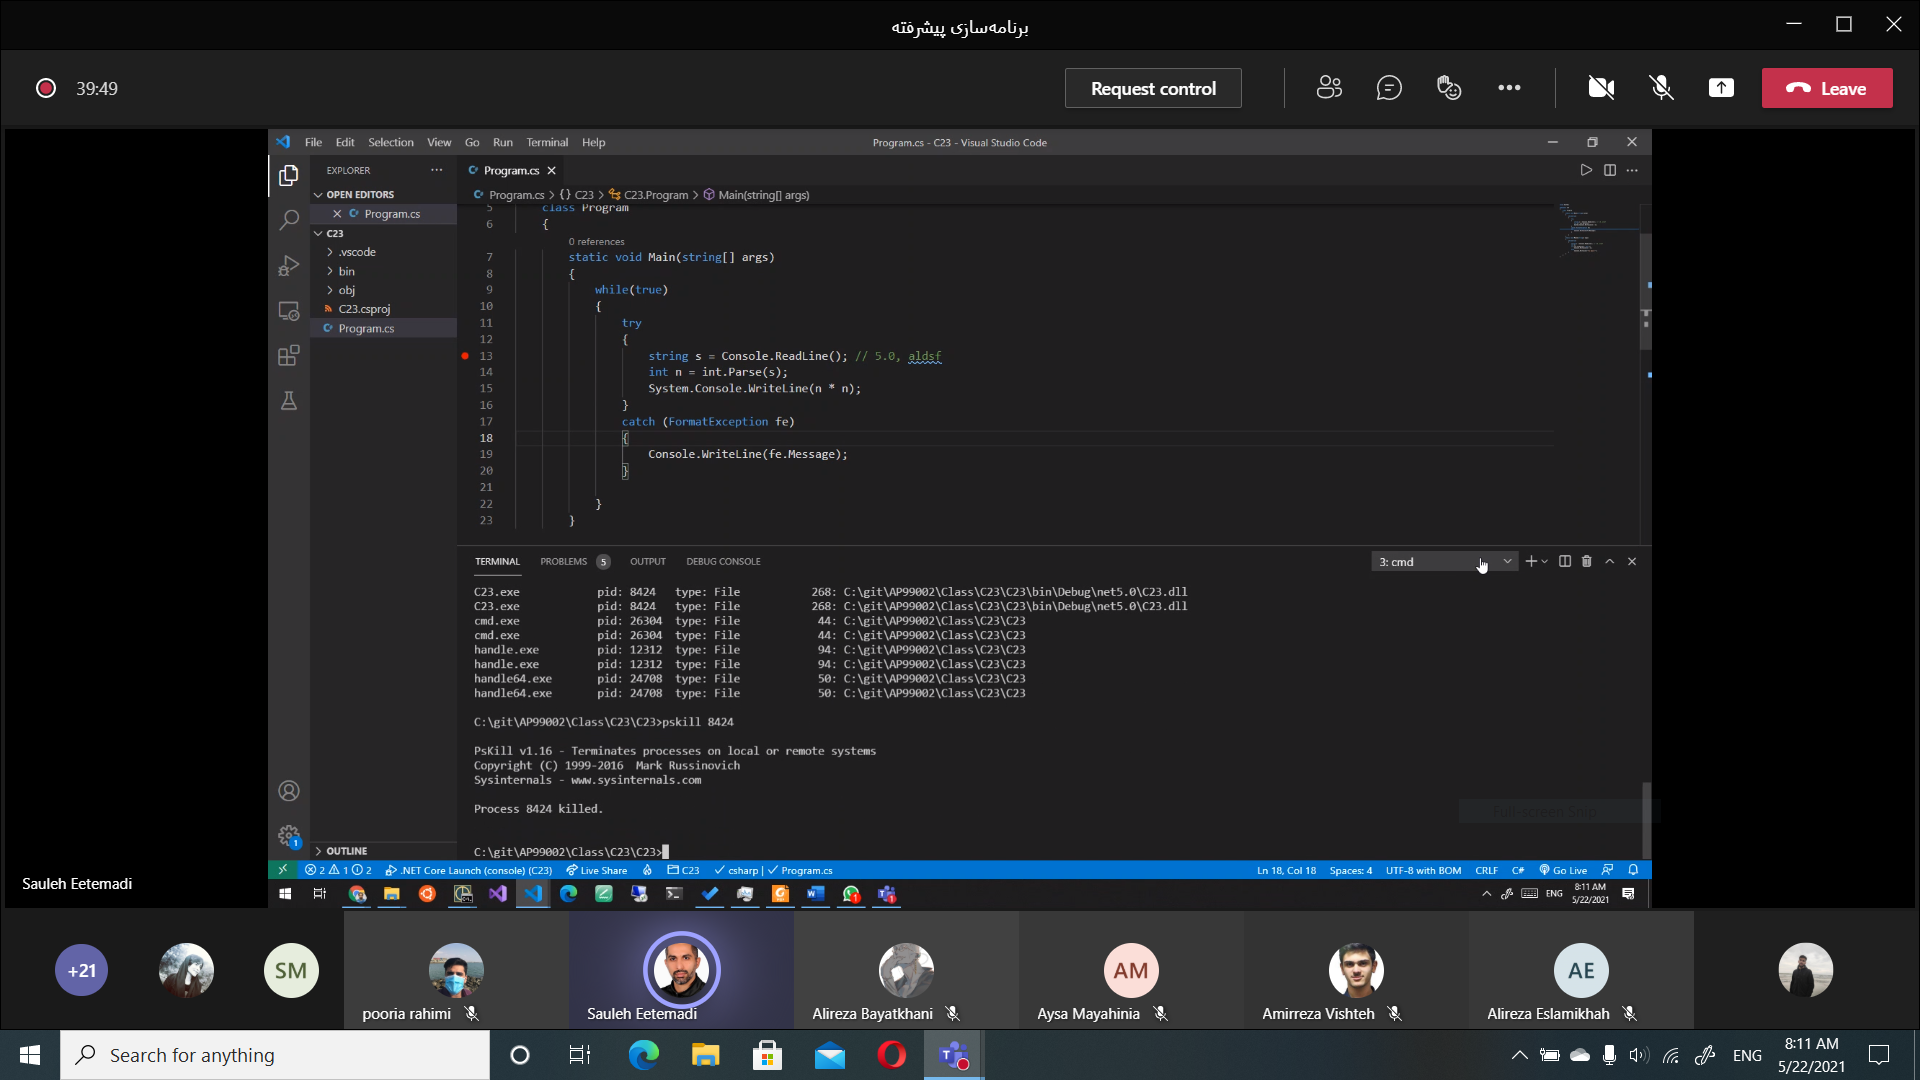 برنامه‌سازی پیشرفته
39:49
Request control
Leave
File Edit Selection View Go Run Terminal Help
Program.cs - C23 - Visual Studio Code
EXPLORER
Program.cs
OPEN EDITORS
Program.cs > {} C23 > C23.Program > Main(string[] args)
Program.cs
C23
.vscode
bin
obj
C23.csproj
Program.cs
5 class Program
6 {
0 references
7 static void Main(string[] args)
8 {
9 while(true)
10 {
11 try
12 {
13 string s = Console.ReadLine(); // 5.0, aldsf
14 int n = int.Parse(s);
15 System.Console.WriteLine(n * n);
16 }
17 catch (FormatException fe)
18 {
19 Console.WriteLine(fe.Message);
20 }
21
22 }
23 }
TERMINAL PROBLEMS 5 OUTPUT DEBUG CONSOLE
3: cmd
C23.exe pid: 8424 type: File 268: C:\git\AP99002\Class\C23\C23\bin\Debug\net5.0\C23.dll
C23.exe pid: 8424 type: File 268: C:\git\AP99002\Class\C23\C23\bin\Debug\net5.0\C23.dll
cmd.exe pid: 26304 type: File 44: C:\git\AP99002\Class\C23\C23
cmd.exe pid: 26304 type: File 44: C:\git\AP99002\Class\C23\C23
handle.exe pid: 12312 type: File 94: C:\git\AP99002\Class\C23\C23
handle.exe pid: 12312 type: File 94: C:\git\AP99002\Class\C23\C23
handle64.exe pid: 24708 type: File 50: C:\git\AP99002\Class\C23\C23
handle64.exe pid: 24708 type: File 50: C:\git\AP99002\Class\C23\C23
C:\git\AP99002\Class\C23\C23>pskill 8424
PsKill v1.16 - Terminates processes on local or remote systems
Copyright (C) 1999-2016 Mark Russinovich
Sysinternals - www.sysinternals.com
Process 8424 killed.
Full-screen Snip
C:\git\AP99002\Class\C23\C23>
1
OUTLINE
2 1 2 .NET Core Launch (console) (C23) Live Share C23 csharp | Program.cs
Ln 18, Col 18 Spaces: 4 UTF-8 with BOM CRLF C# Go Live
Sauleh Eetemadi
ENG 8:11 AM
5/22/2021
+21
SM
AM
AE
pooria rahimi
Sauleh Eetemadi
Alireza Bayatkhani
Aysa Mayahinia
Amirreza Vishteh
Alireza Eslamikhah
Search for anything
ENG
8:11 AM
5/22/2021